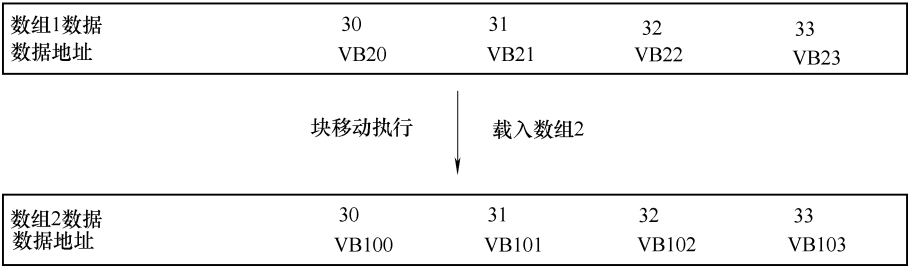 数组1数据 30 31 32 33
数据地址 VB20 VB21 VB22 VB23
块移动执行 载入数组2
数组2数据 30 31 32 33
数据地址 VB100 VB101 VB102 VB103